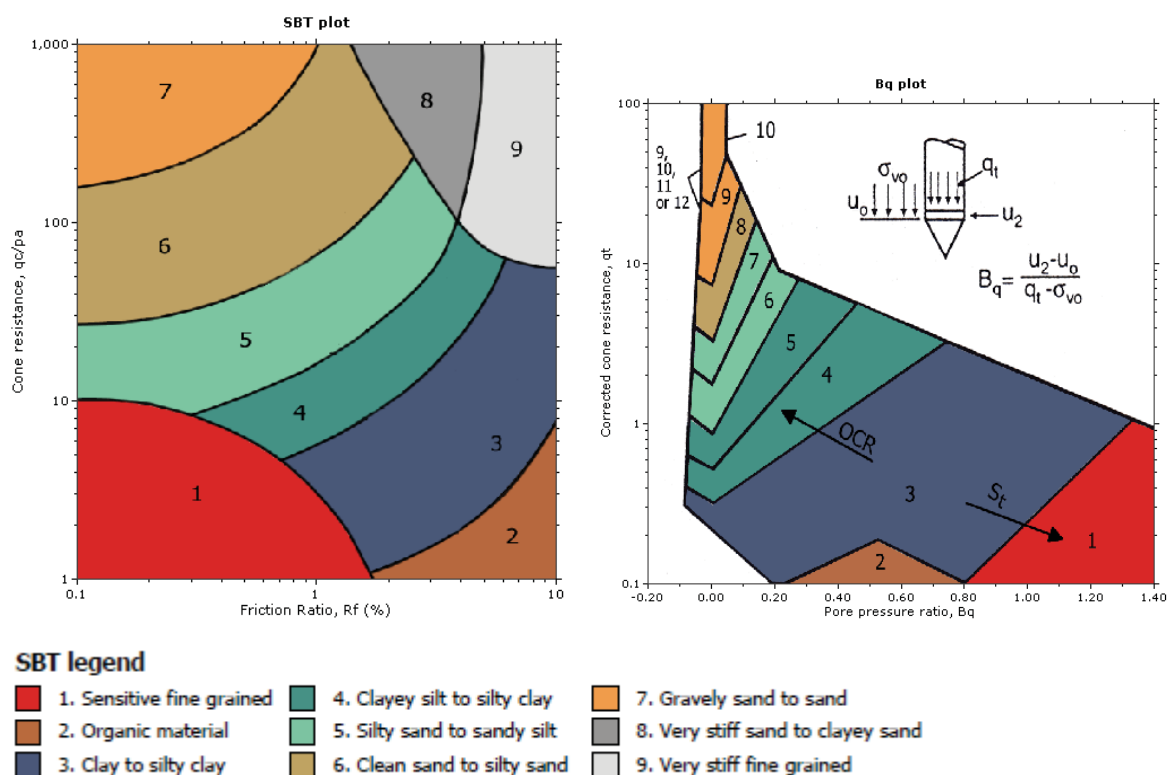 SBT plot
1,000
100
10
1
Cone resistance, qc/pa
7
8
9
6
5
4
3
1
2
0.1
1
10
Friction Ratio, Rf (%)
Bq plot
100
10
1
0.1
Corrected cone resistance, qt
10
9,
10,
11
or 12
9
8
7
6
5
4
3
2
1
OCR
St
σvo
qt
uo
u2
Bq = u2-uo / qt-σvo
-0.20 0.00 0.20 0.40 0.60 0.80 1.00 1.20 1.40
Pore pressure ratio, Bq
SBT legend
1. Sensitive fine grained
2. Organic material
3. Clay to silty clay
4. Clayey silt to silty clay
5. Silty sand to sandy silt
6. Clean sand to silty sand
7. Gravely sand to sand
8. Very stiff sand to clayey sand
9. Very stiff fine grained